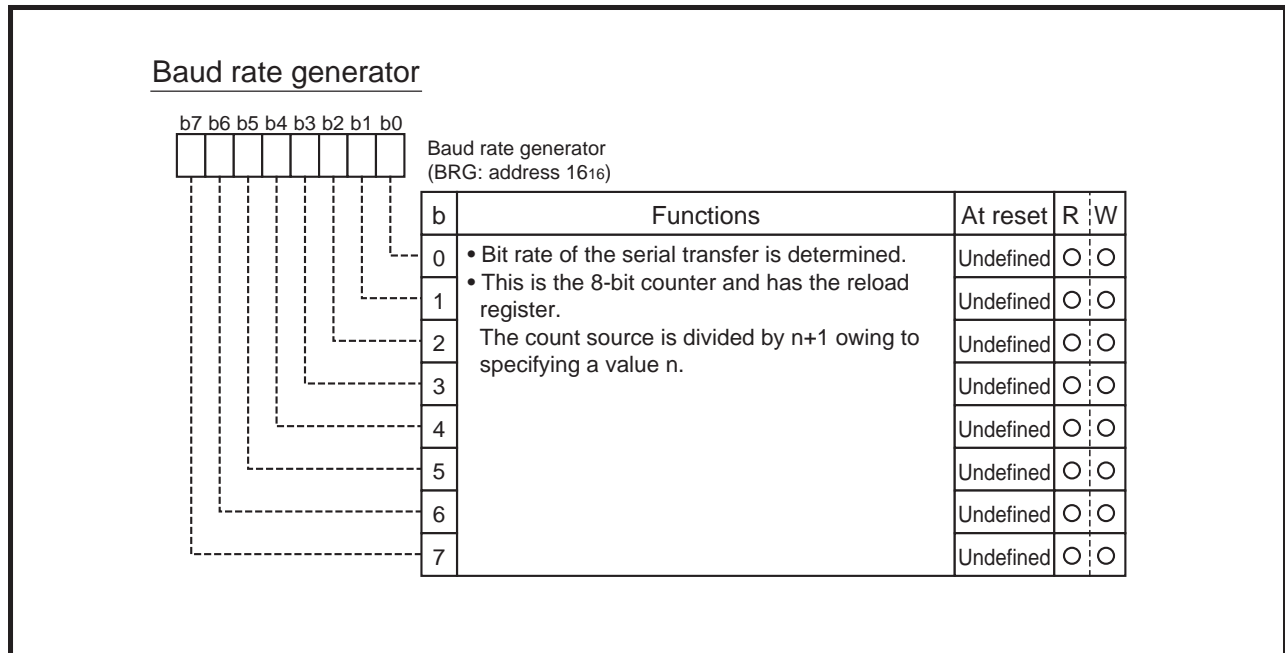 Baud rate generator
b7 b6 b5 b4 b3 b2 b1 b0
Baud rate generator
(BRG: address 16₁₆)
b Functions At reset R W
0 • Bit rate of the serial transfer is determined. Undefined ○ ○
1 • This is the 8-bit counter and has the reload Undefined ○ ○
register.
2 The count source is divided by n+1 owing to Undefined ○ ○
specifying a value n.
3 Undefined ○ ○
4 Undefined ○ ○
5 Undefined ○ ○
6 Undefined ○ ○
7 Undefined ○ ○